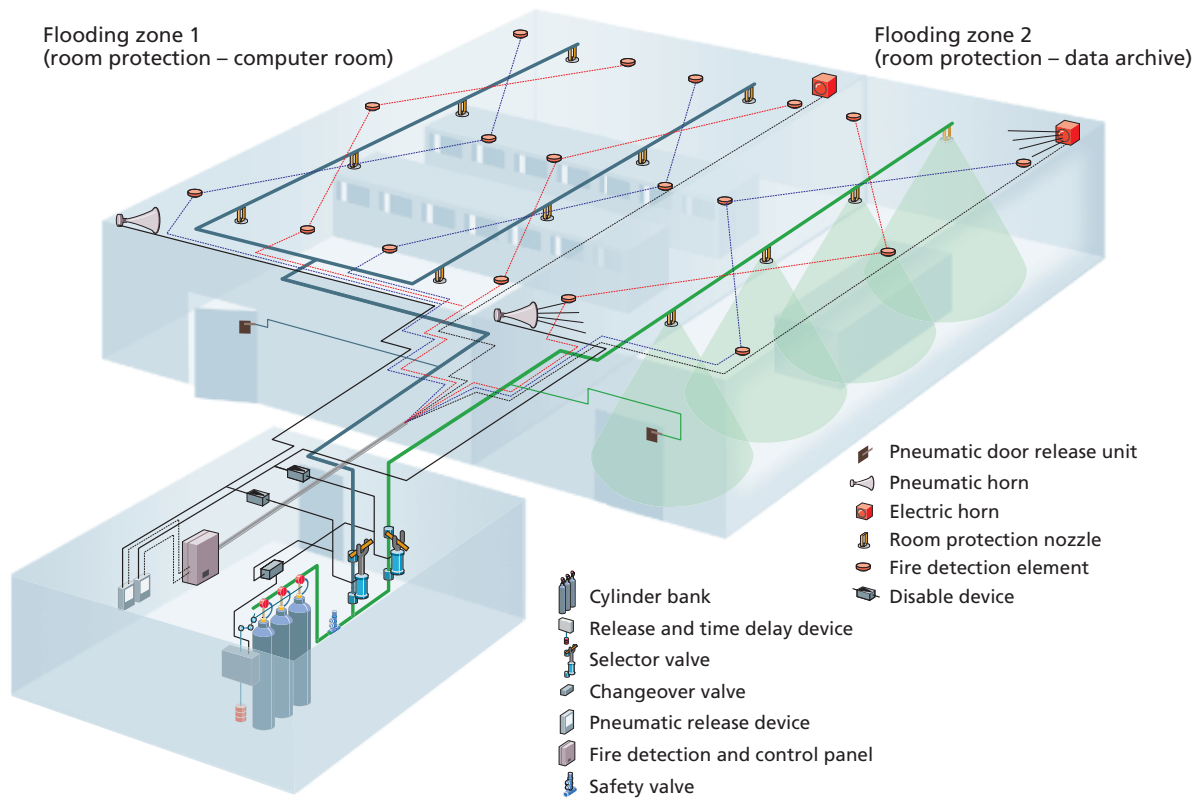 Flooding zone 1
(room protection – computer room)
Flooding zone 2
(room protection – data archive)
Pneumatic door release unit
Pneumatic horn
Electric horn
Room protection nozzle
Fire detection element
Disable device
Cylinder bank
Release and time delay device
Selector valve
Changeover valve
Pneumatic release device
Fire detection and control panel
Safety valve